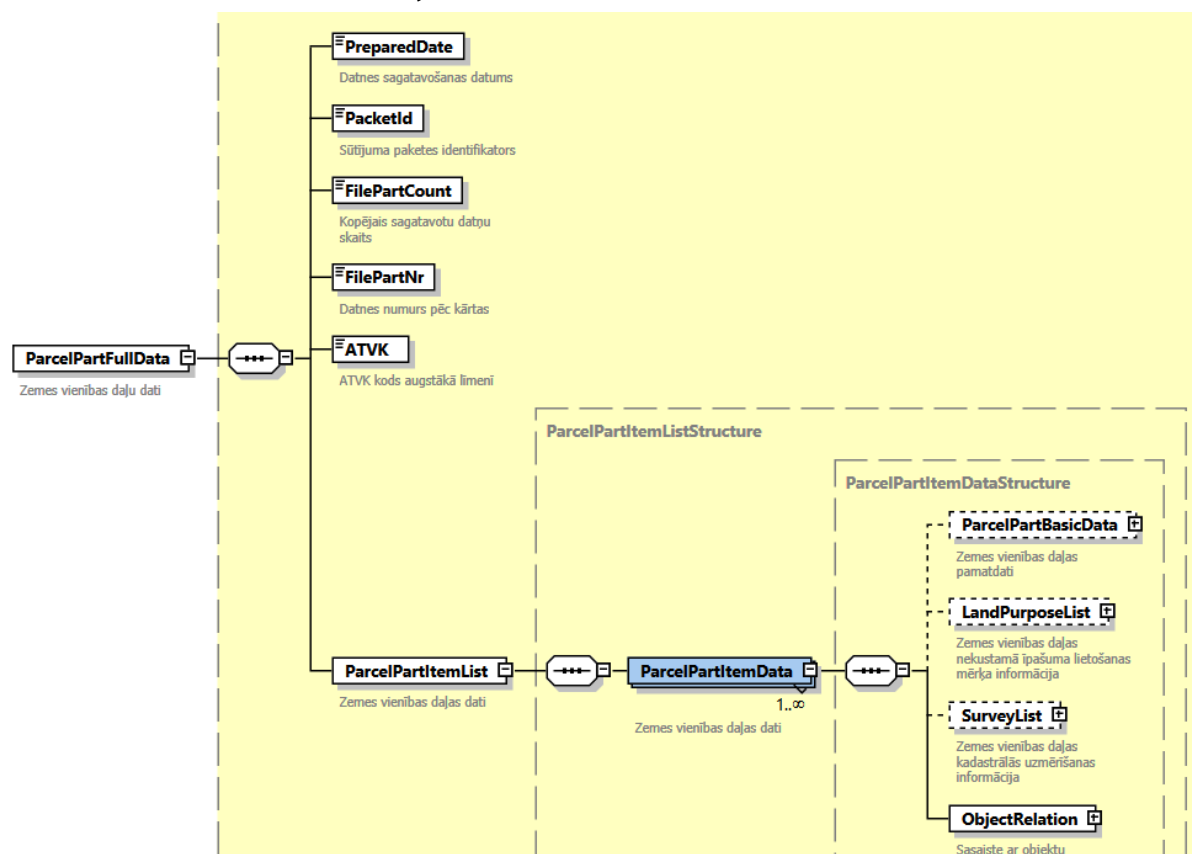 PreparedDate
Datnes sagatavošanas datums
PacketId
Sūtījuma paketes identifikators
FilePartCount
Kopējais sagatavotu datņu
skaits
FilePartNr
Datnes numurs pēc kārtas
ATVK
ATVK kods augstākā līmenī
ParcelPartFullData
Zemes vienības daļu dati
ParcelPartItemListStructure
ParcelPartItemDataStructure
ParcelPartBasicData
Zemes vienības daļas
pamatdati
LandPurposeList
Zemes vienības daļas
nekustamā īpašuma lietošanas
mērķa informācija
ParcelPartItemList
Zemes vienības daļas dati
ParcelPartItemData
1..∞
Zemes vienības daļas dati
SurveyList
Zemes vienības daļas
kadastrālās uzmērīšanas
informācija
ObjectRelation
Sasaiste ar objektu